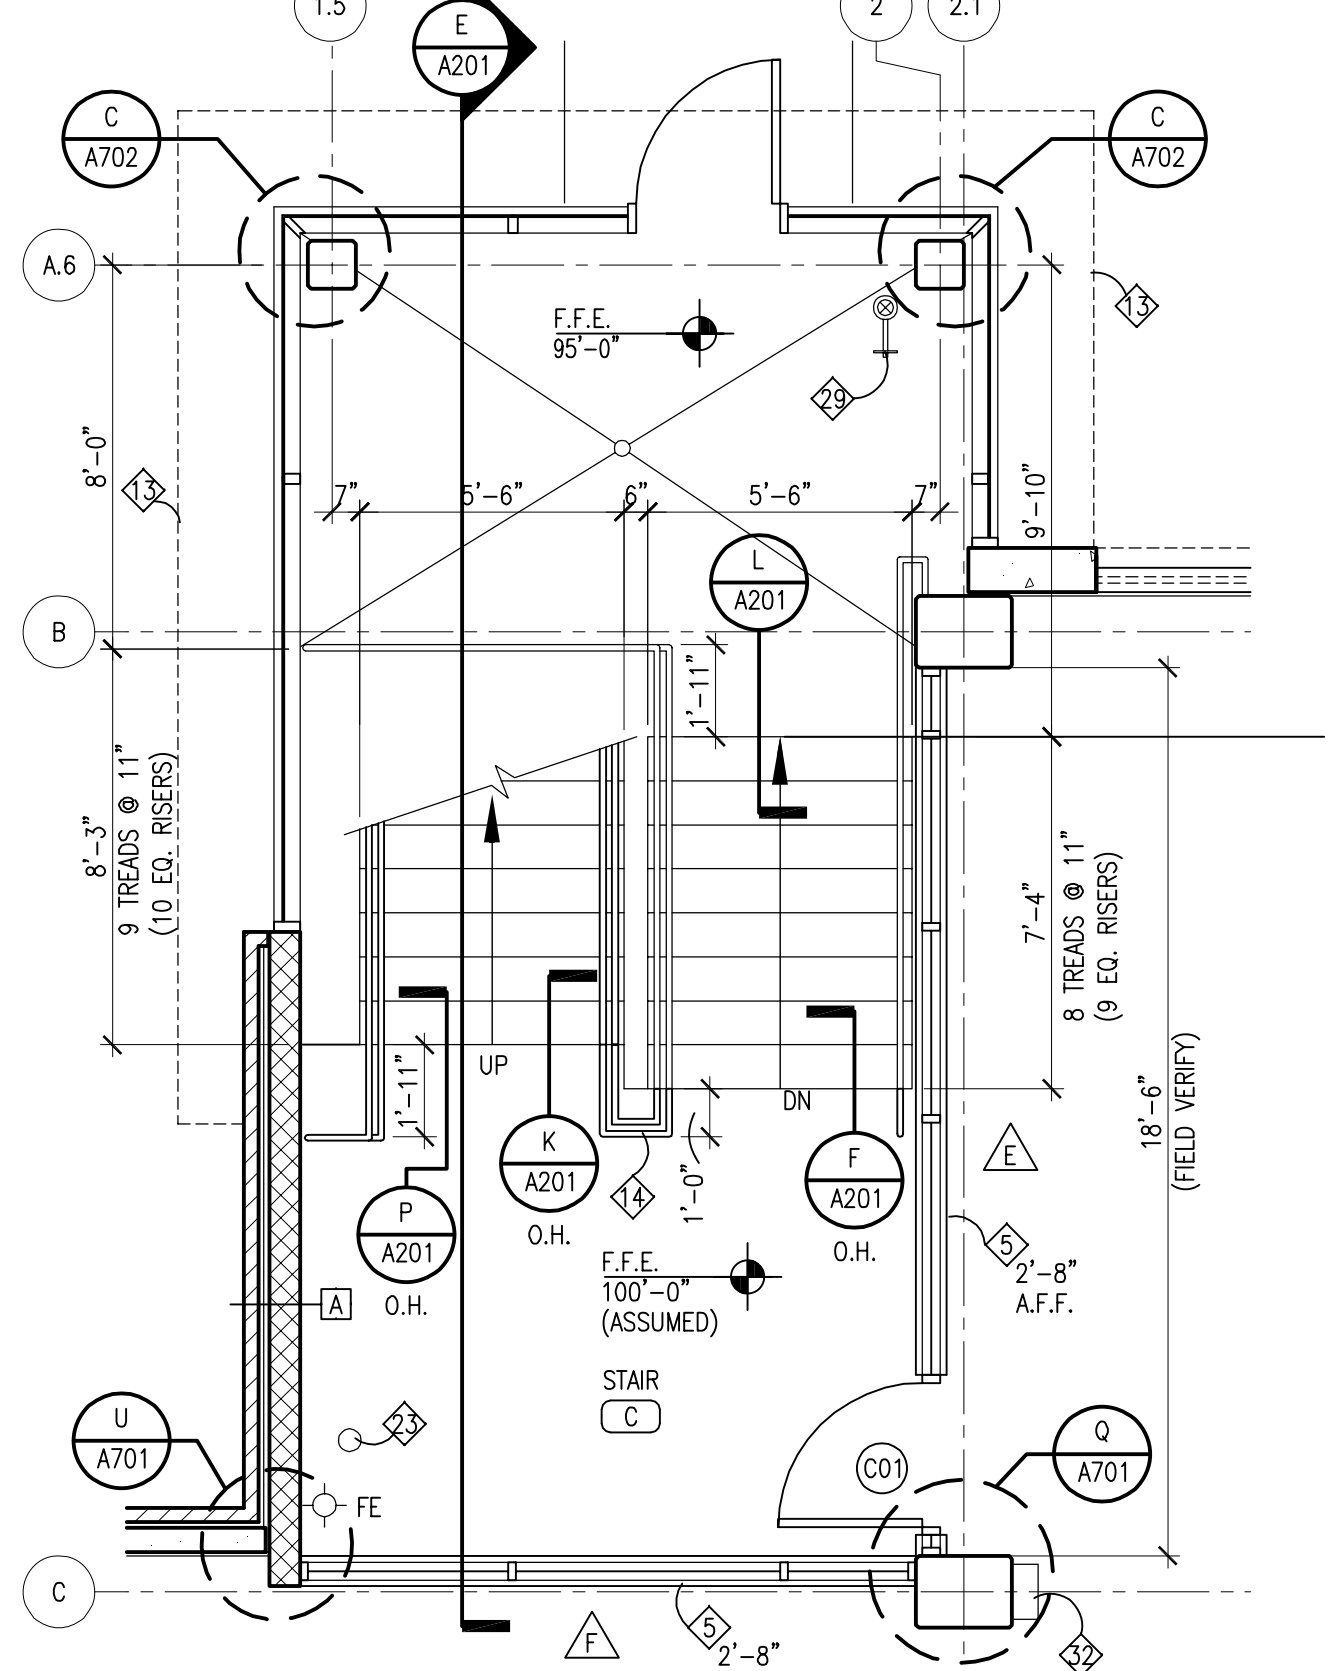 1.5
2
2.1
E
A201
C
A702
C
A702
A.6
F.F.E.
95'-0"
13
29
8'-0"
13
7"
5'-6"
6"
5'-6"
7"
9'-10"
L
A201
B
1'-11"
8'-3"
9 TREADS @ 11"
(10 EQ. RISERS)
7'-4"
8 TREADS @ 11"
(9 EQ. RISERS)
UP
DN
1'-11"
K
A201
O.H.
14
1'-0"
F
A201
O.H.
E
18'-6"
(FIELD VERIFY)
P
A201
O.H.
5
2'-8"
A.F.F.
F.F.E.
100'-0"
(ASSUMED)
A
STAIR
C
U
A701
23
C01
Q
A701
FE
C
F
5
2'-8"
32